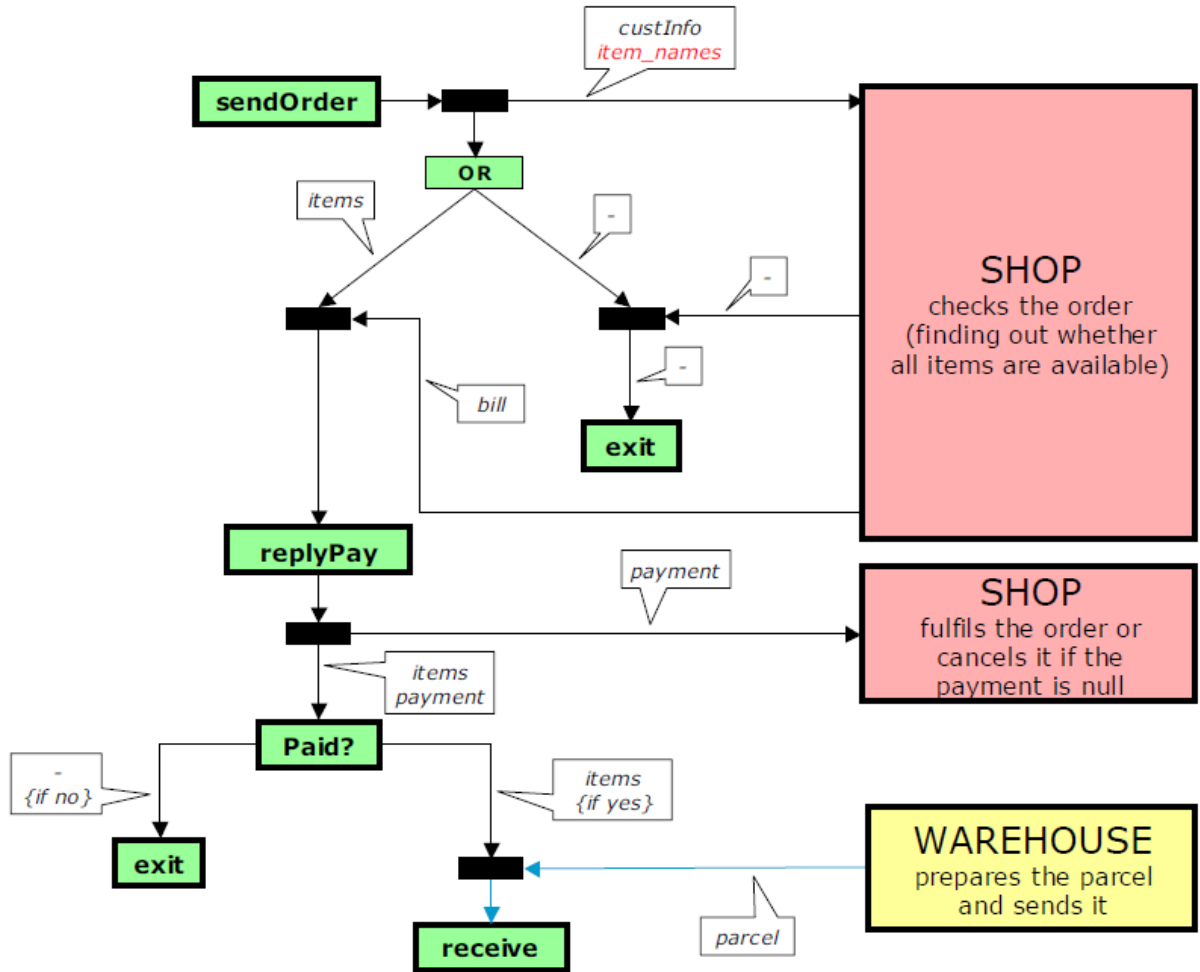 custInfo
item_names
sendOrder
OR
items
-
-
SHOP
checks the order
(finding out whether
all items are available)
-
bill
exit
replyPay
payment
SHOP
fulfils the order or
cancels it if the
payment is null
items
payment
Paid?
-
{if no}
items
{if yes}
WAREHOUSE
prepares the parcel
and sends it
exit
parcel
receive